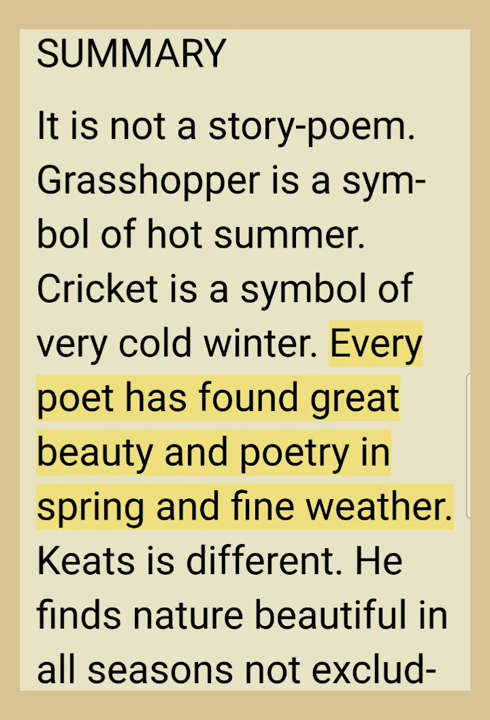 SUMMARY
It is not a story-poem.
Grasshopper is a sym-
bol of hot summer.
Cricket is a symbol of
very cold winter. Every
poet has found great
beauty and poetry in
spring and fine weather.
Keats is different. He
finds nature beautiful in
all seasons not exclud-